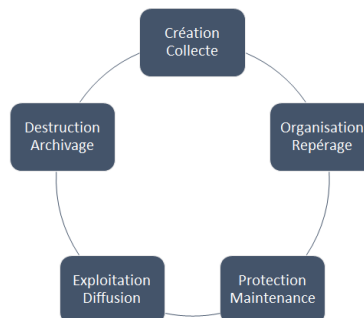 Création
Collecte
Organisation
Repérage
Protection
Maintenance
Exploitation
Diffusion
Destruction
Archivage